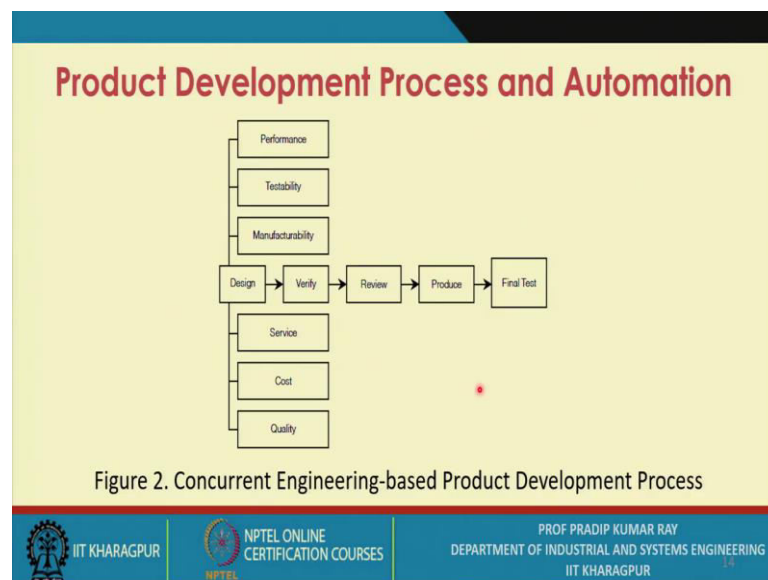 Product Development Process and Automation
Performance
Testability
Manufacturability
Design Verify Review Produce Final Test
Service
Cost
Quality
Figure 2. Concurrent Engineering-based Product Development Process
IIT KHARAGPUR
NPTEL
NPTEL ONLINE
CERTIFICATION COURSES
PROF PRADIP KUMAR RAY
DEPARTMENT OF INDUSTRIAL AND SYSTEMS ENGINEERING
IIT KHARAGPUR
14